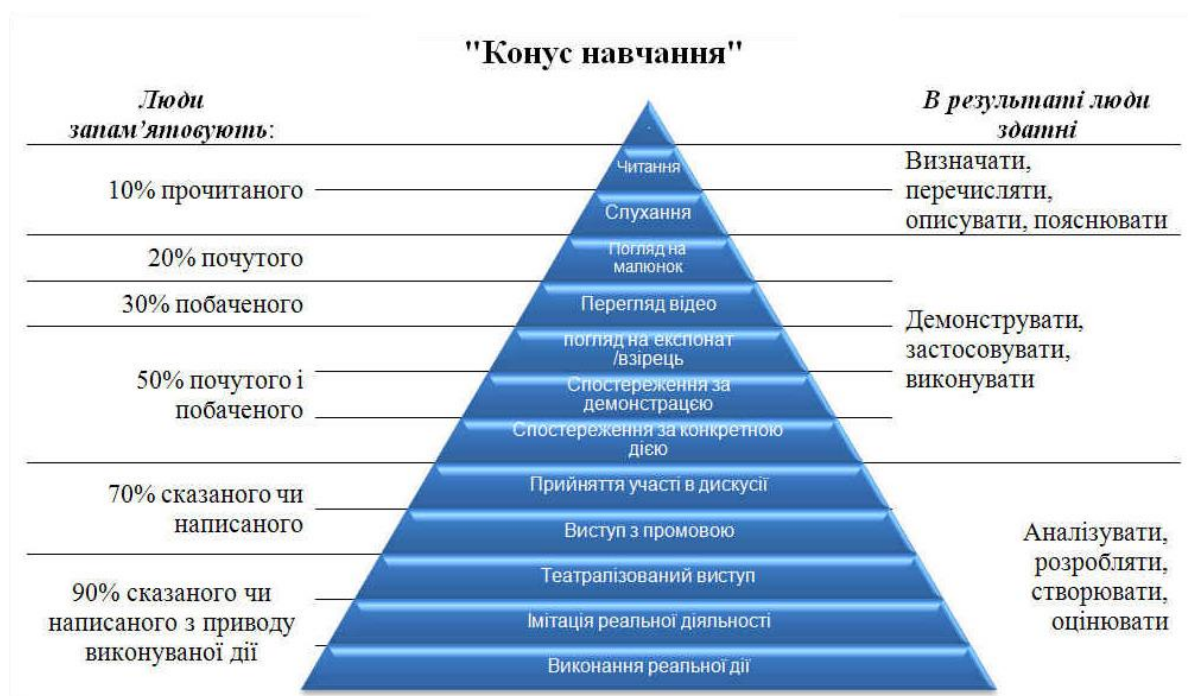 "Конус навчання"
Люди
запам’ятовують:
10% прочитаного
20% почутого
30% побаченого
50% почутого і
побаченого
70% сказаного чи
написаного
90% сказаного чи
написаного з приводу
виконуваної дії
Читання
Слухання
Погляд на
малюнок
Перегляд відео
погляд на експонат
/взірець
Спостереження за
демонстрацією
Спостереження за конкретною
дією
Прийняття участі в дискусії
Виступ з промовою
Театралізований виступ
Імітація реальної діяльності
Виконання реальної дії
В результаті люди
здатні
Визначати,
перечисляти,
описувати, пояснювати
Демонструвати,
застосовувати,
виконувати
Аналізувати,
розробляти,
створювати,
оцінювати